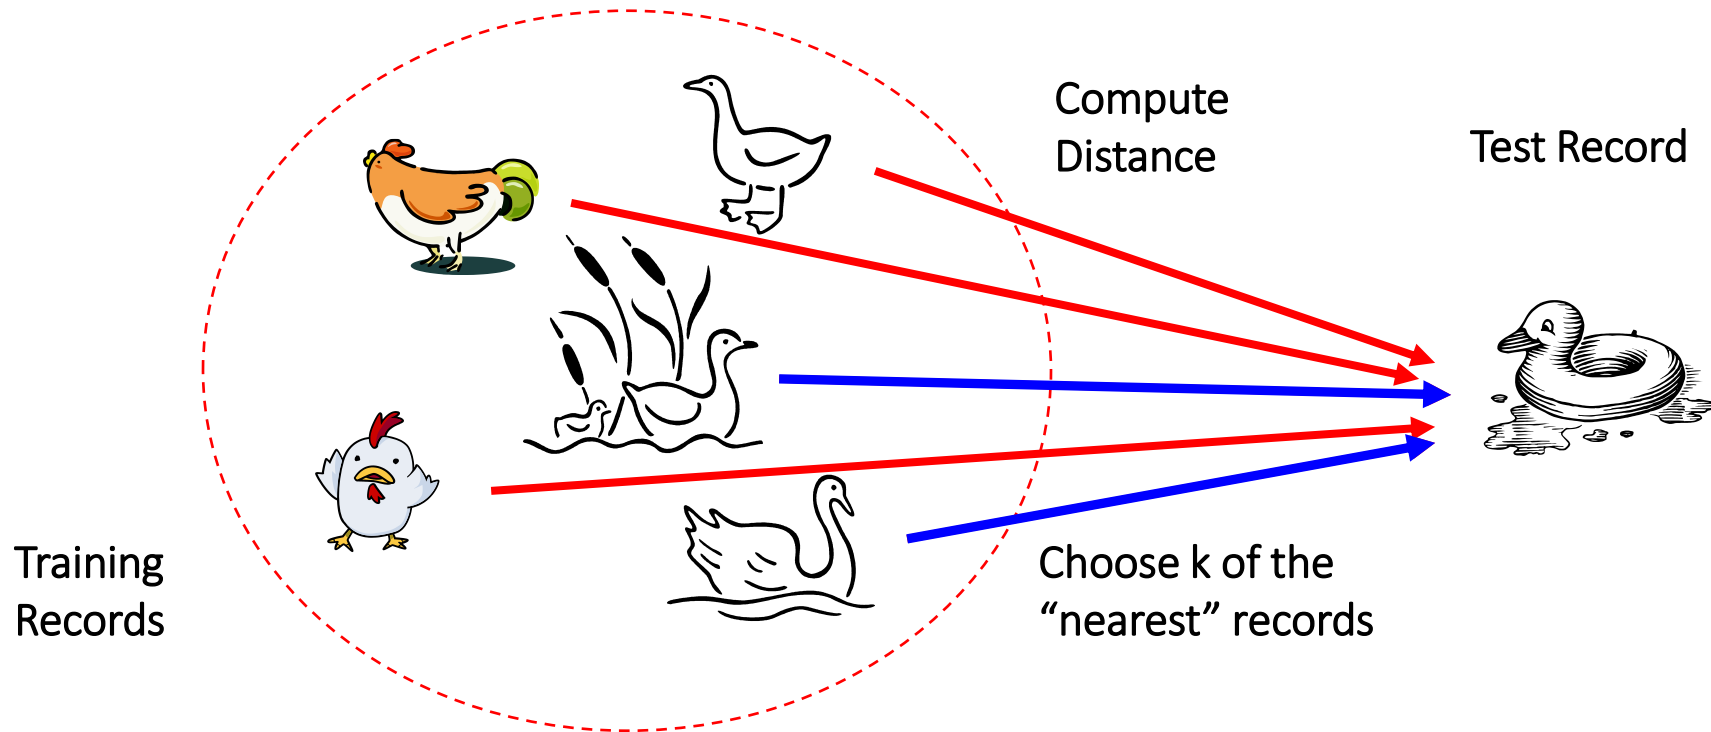 Compute
Distance
Test Record
Training
Records
Choose k of the
“nearest” records